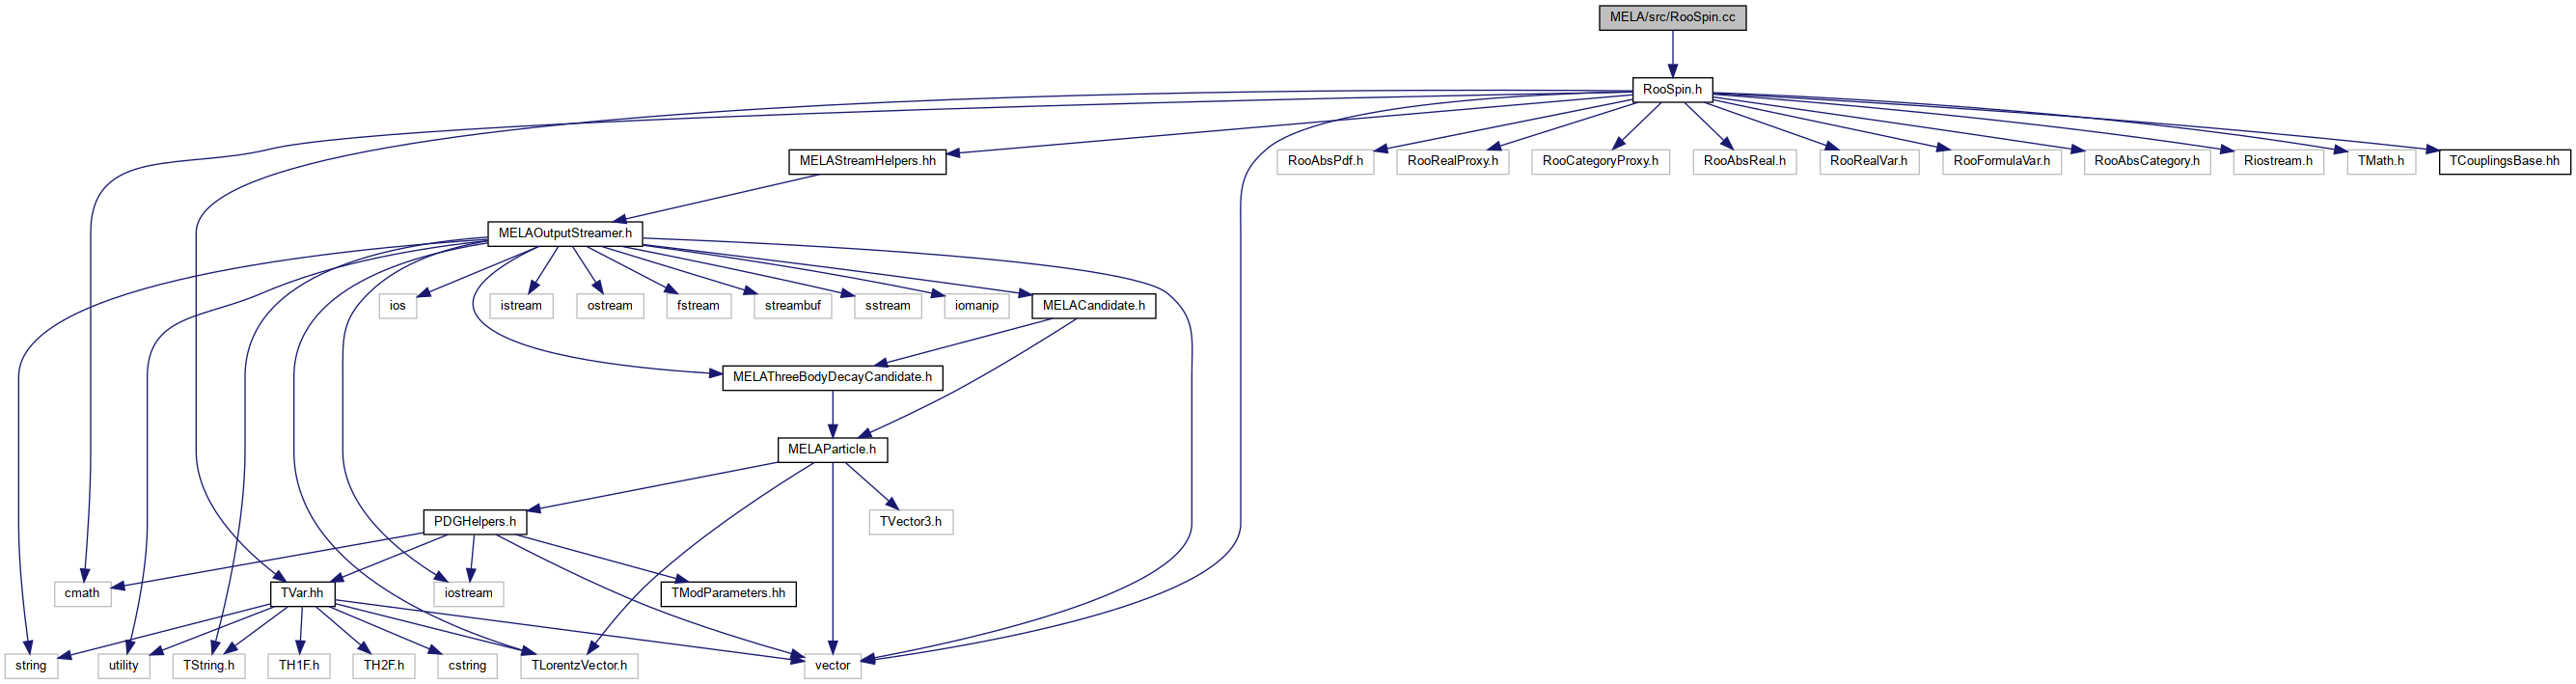 MELA/src/RooSpin.cc
RooSpin.h
MELAStreamHelpers.hh
RooAbsPdf.h
RooRealProxy.h
RooCategoryProxy.h
RooAbsReal.h
RooRealVar.h
RooFormulaVar.h
RooAbsCategory.h
Riostream.h
TMath.h
TCouplingsBase.hh
MELAOutputStreamer.h
ios
istream
ostream
fstream
streambuf
sstream
iomanip
MELACandidate.h
MELAThreeBodyDecayCandidate.h
MELAParticle.h
PDGHelpers.h
TVector3.h
cmath
TVar.hh
iostream
TModParameters.hh
string
utility
TString.h
TH1F.h
TH2F.h
cstring
TLorentzVector.h
vector